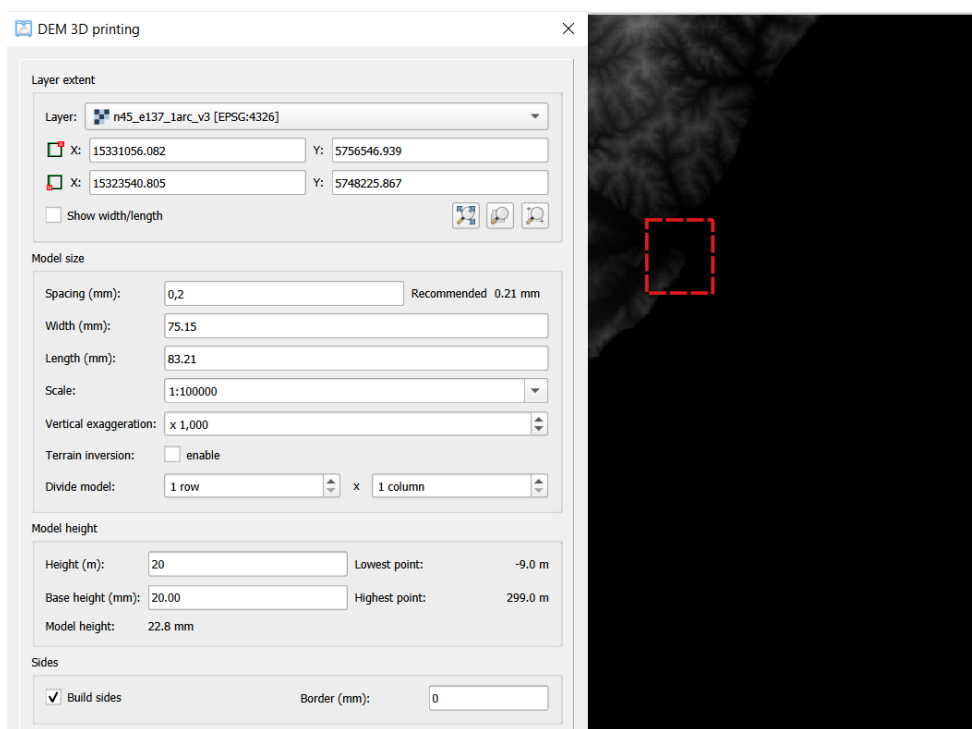 DEM 3D printing
Layer extent
Layer: n45_e137_1arc_v3 [EPSG:4326]
X: 15331056.082 Y: 5756546.939
X: 15323540.805 Y: 5748225.867
Show width/length
Model size
Spacing (mm): 0,2 Recommended 0.21 mm
Width (mm): 75.15
Length (mm): 83.21
Scale: 1:100000
Vertical exaggeration: x 1,000
Terrain inversion: enable
Divide model: 1 row x 1 column
Model height
Height (m): 20 Lowest point: -9.0 m
Base height (mm): 20.00 Highest point: 299.0 m
Model height: 22.8 mm
Sides
Build sides Border (mm): 0